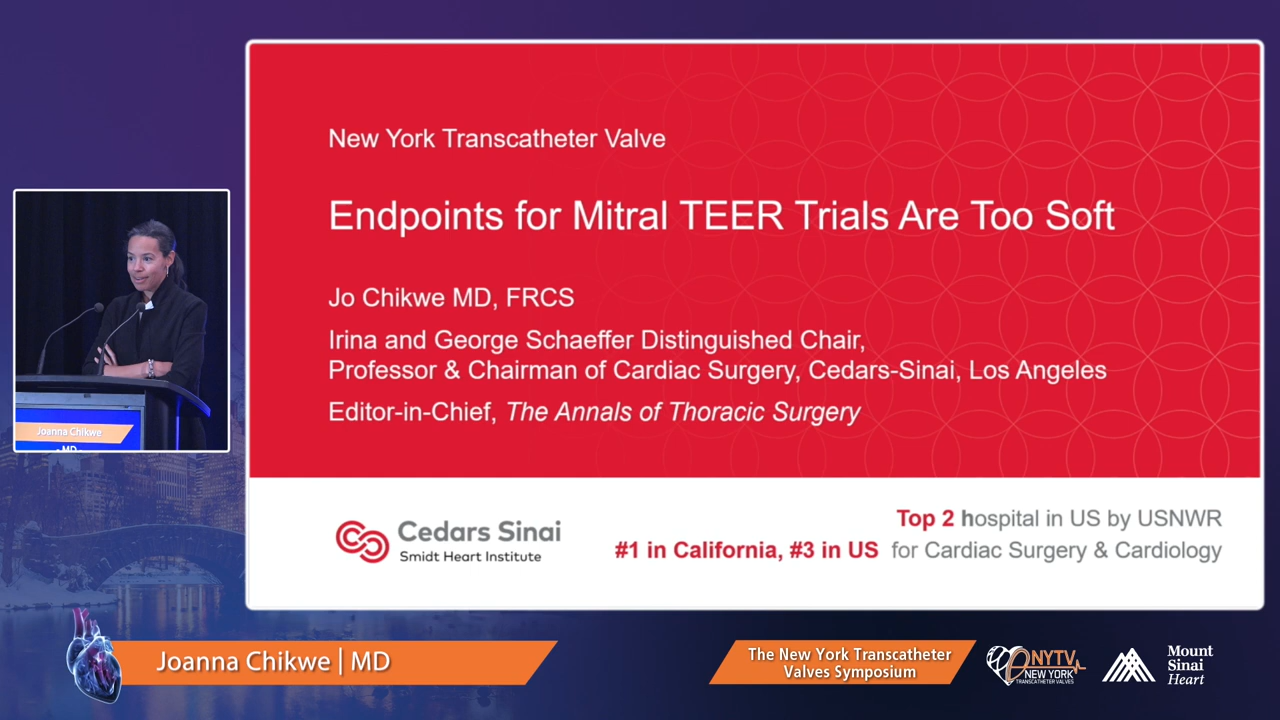 New York Transcatheter Valve
Endpoints for Mitral TEER Trials Are Too Soft
Jo Chikwe MD, FRCS
Irina and George Schaeffer Distinguished Chair,
Professor & Chairman of Cardiac Surgery, Cedars-Sinai, Los Angeles
Editor-in-Chief, The Annals of Thoracic Surgery
Cedars Sinai
Smidt Heart Institute
Top 2 hospital in US by USNWR
#1 in California, #3 in US for Cardiac Surgery & Cardiology
Joanna Chikwe
MD
Joanna Chikwe | MD
The New York Transcatheter
Valves Symposium
NYTV
NEW YORK
TRANSCATHETER VALVES
Mount
Sinai
Heart